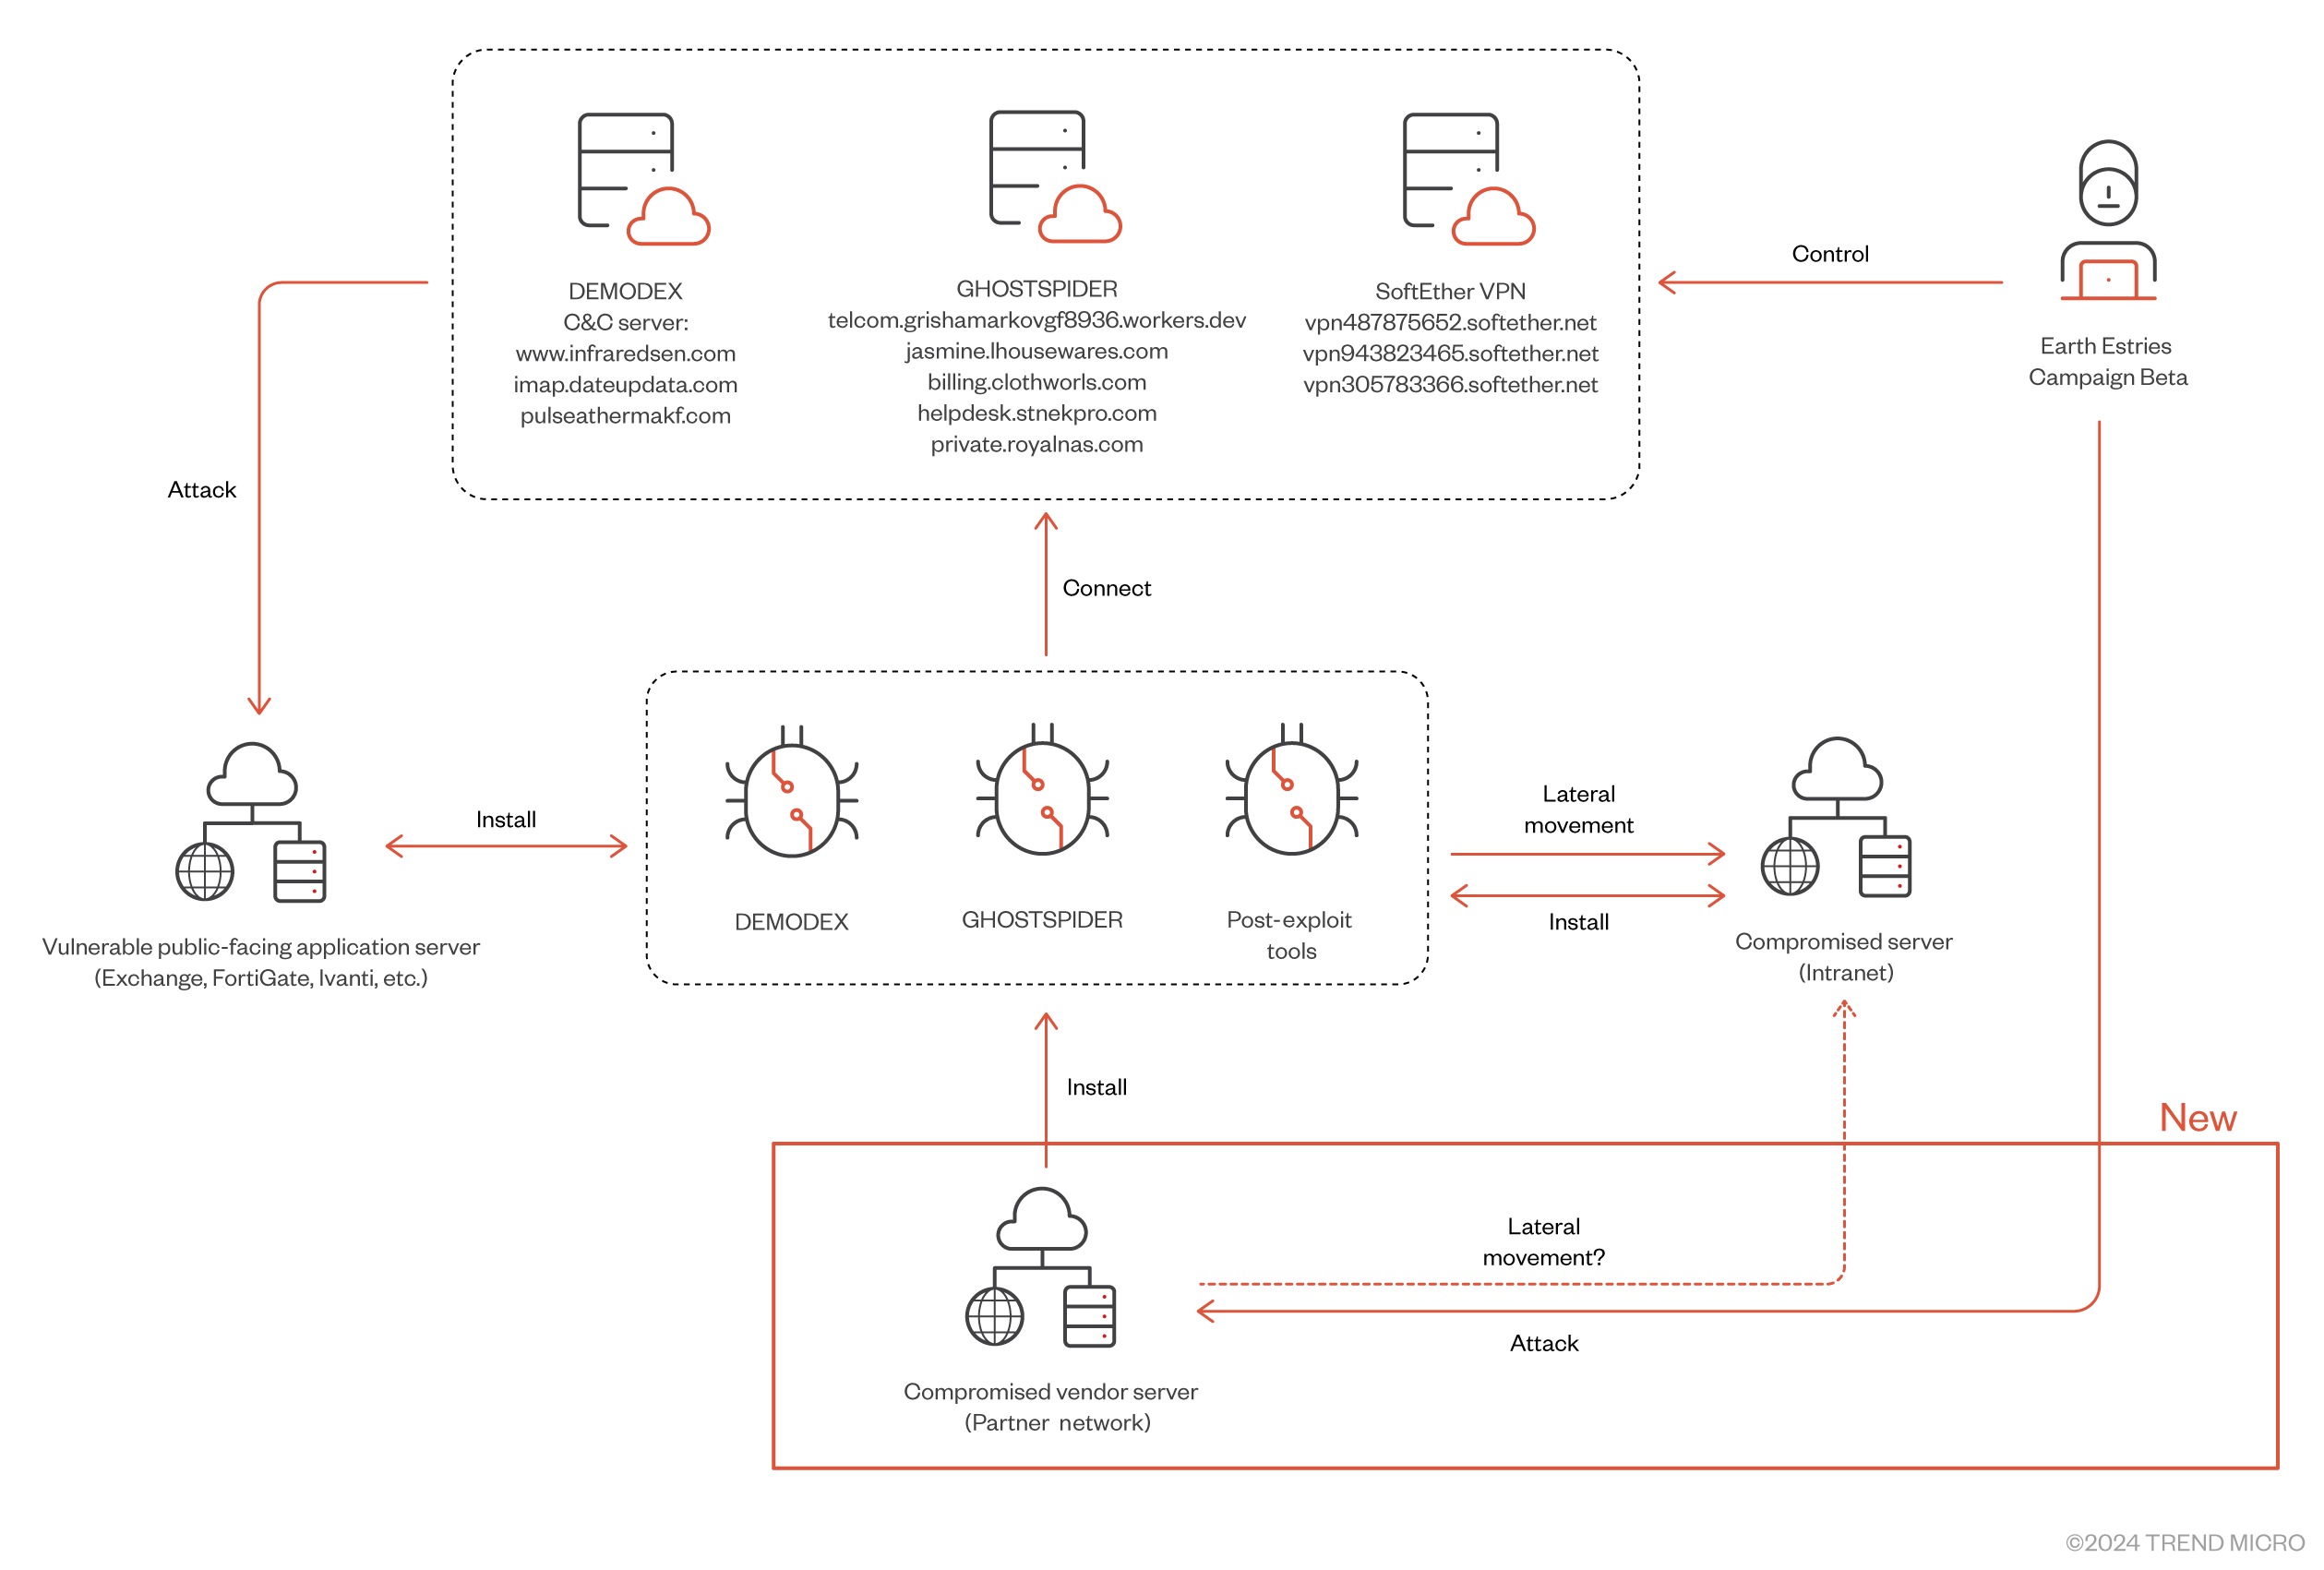 DEMODEX
C&C server:
www.infraredsen.com
imap.dateupdata.com
pulseathermakf.com
GHOSTSPIDER
telcom.grishamarkovgf8936.workers.dev
jasmine.lhousewares.com
billing.clothworls.com
helpdesk.stnekpro.com
private.royalnas.com
SoftEther VPN
vpn487875652.softether.net
vpn943823465.softether.net
vpn305783366.softether.net
Control
Earth Estries
Campaign Beta
Attack
Connect
Install
Vulnerable public-facing application server
(Exchange, FortiGate, Ivanti, etc.)
DEMODEX
GHOSTSPIDER
Post-exploit
tools
Lateral
movement
Install
Compromised server
(Intranet)
Install
New
Lateral
movement?
Attack
Compromised vendor server
(Partner network)
©2024 TREND MICRO